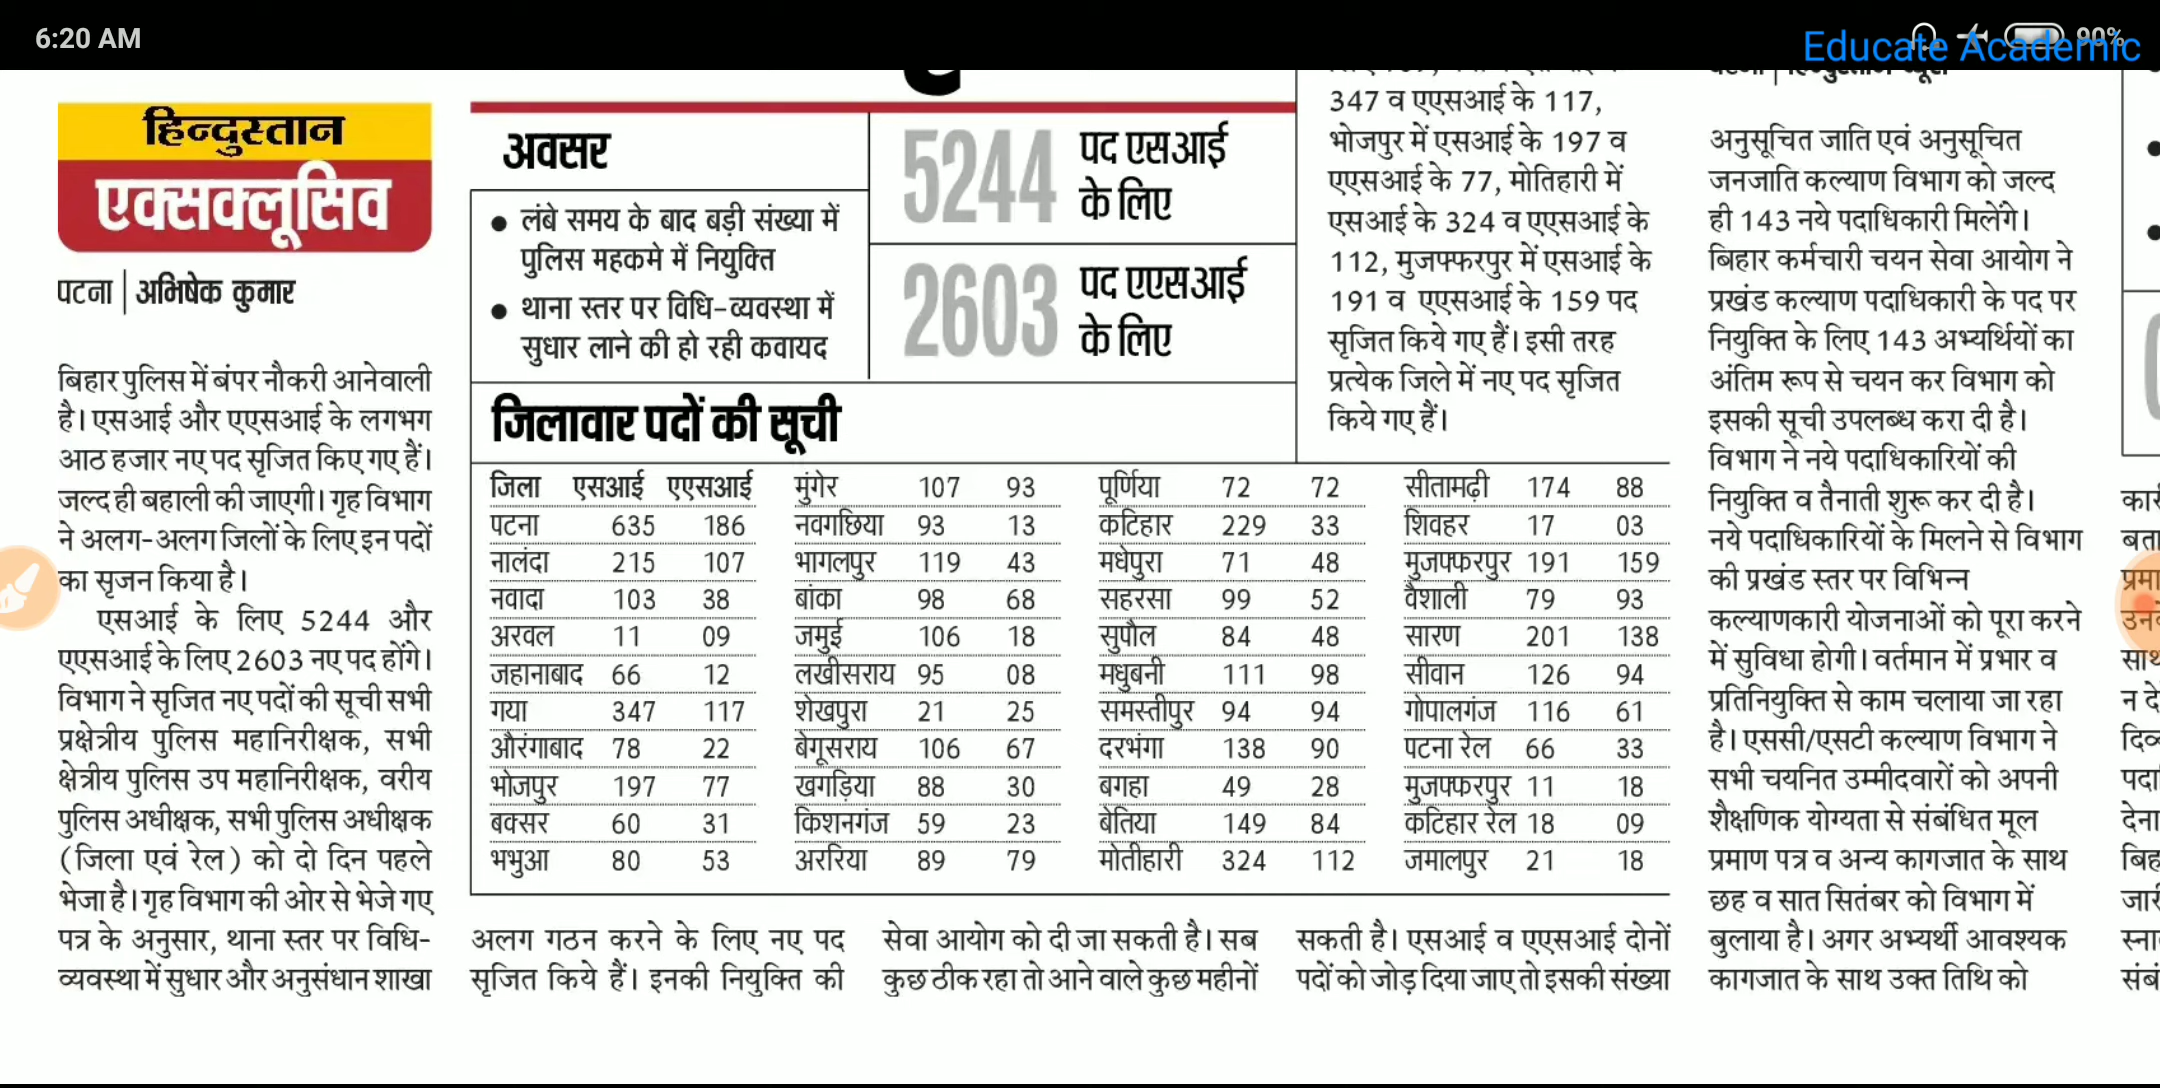 6:20 AM
90%
Educate Academic
हिन्दुस्तान
एक्सक्लूसिव
पटना | अभिषेक कुमार
बिहार पुलिस में बंपर नौकरी आनेवाली
है। एसआई और एएसआई के लगभग
आठ हजार नए पद सृजित किए गए हैं।
जल्द ही बहाली की जाएगी। गृह विभाग
ने अलग-अलग जिलों के लिए इन पदों
का सृजन किया है।
एसआई के लिए 5244 और
एएसआई के लिए 2603 नए पद होंगे।
विभाग ने सृजित नए पदों की सूची सभी
प्रक्षेत्रीय पुलिस महानिरीक्षक, सभी
क्षेत्रीय पुलिस उप महानिरीक्षक, वरीय
पुलिस अधीक्षक, सभी पुलिस अधीक्षक
(जिला एवं रेल) को दो दिन पहले
भेजा है। गृह विभाग की ओर से भेजे गए
पत्र के अनुसार, थाना स्तर पर विधि-
व्यवस्था में सुधार और अनुसंधान शाखा
अवसर
● लंबे समय के बाद बड़ी संख्या में
पुलिस महकमे में नियुक्ति
● थाना स्तर पर विधि-व्यवस्था में
सुधार लाने की हो रही कवायद
5244 पद एसआई
के लिए
2603 पद एएसआई
के लिए
जिलावार पदों की सूची
जिला एसआई एएसआई
पटना 635 186
नालंदा 215 107
नवादा 103 38
अरवल 11 09
जहानाबाद 66 12
गया 347 117
औरंगाबाद 78 22
भोजपुर 197 77
बक्सर 60 31
भभुआ 80 53
मुंगेर 107 93
नवगछिया 93 13
भागलपुर 119 43
बांका 98 68
जमुई 106 18
लखीसराय 95 08
शेखपुरा 21 25
बेगूसराय 106 67
खगड़िया 88 30
किशनगंज 59 23
अररिया 89 79
पूर्णिया 72 72
कटिहार 229 33
मधेपुरा 71 48
सहरसा 99 52
सुपौल 84 48
मधुबनी 111 98
समस्तीपुर 94 94
दरभंगा 138 90
बगहा 49 28
बेतिया 149 84
मोतीहारी 324 112
सीतामढ़ी 174 88
शिवहर 17 03
मुजफ्फरपुर 191 159
वैशाली 79 93
सारण 201 138
सीवान 126 94
गोपालगंज 116 61
पटना रेल 66 33
मुजफ्फरपुर 11 18
कटिहार रेल 18 09
जमालपुर 21 18
अलग गठन करने के लिए नए पद
सृजित किये हैं। इनकी नियुक्ति की
सेवा आयोग को दी जा सकती है। सब
कुछ ठीक रहा तो आने वाले कुछ महीनों
347 व एएसआई के 117,
भोजपुर में एसआई के 197 व
एएसआई के 77, मोतिहारी में
एसआई के 324 व एएसआई के
112, मुजफ्फरपुर में एसआई के
191 व एएसआई के 159 पद
सृजित किये गए हैं। इसी तरह
प्रत्येक जिले में नए पद सृजित
किये गए हैं।
सकती है। एसआई व एएसआई दोनों
पदों को जोड़ दिया जाए तो इसकी संख्या
अनुसूचित जाति एवं अनुसूचित
जनजाति कल्याण विभाग को जल्द
ही 143 नये पदाधिकारी मिलेंगे।
बिहार कर्मचारी चयन सेवा आयोग ने
प्रखंड कल्याण पदाधिकारी के पद पर
नियुक्ति के लिए 143 अभ्यर्थियों का
अंतिम रूप से चयन कर विभाग को
इसकी सूची उपलब्ध करा दी है।
विभाग ने नये पदाधिकारियों की
नियुक्ति व तैनाती शुरू कर दी है।
नये पदाधिकारियों के मिलने से विभाग
की प्रखंड स्तर पर विभिन्न
कल्याणकारी योजनाओं को पूरा करने
में सुविधा होगी। वर्तमान में प्रभार व
प्रतिनियुक्ति से काम चलाया जा रहा
है। एससी/एसटी कल्याण विभाग ने
सभी चयनित उम्मीदवारों को अपनी
शैक्षणिक योग्यता से संबंधित मूल
प्रमाण पत्र व अन्य कागजात के साथ
छह व सात सितंबर को विभाग में
बुलाया है। अगर अभ्यर्थी आवश्यक
कागजात के साथ उक्त तिथि को